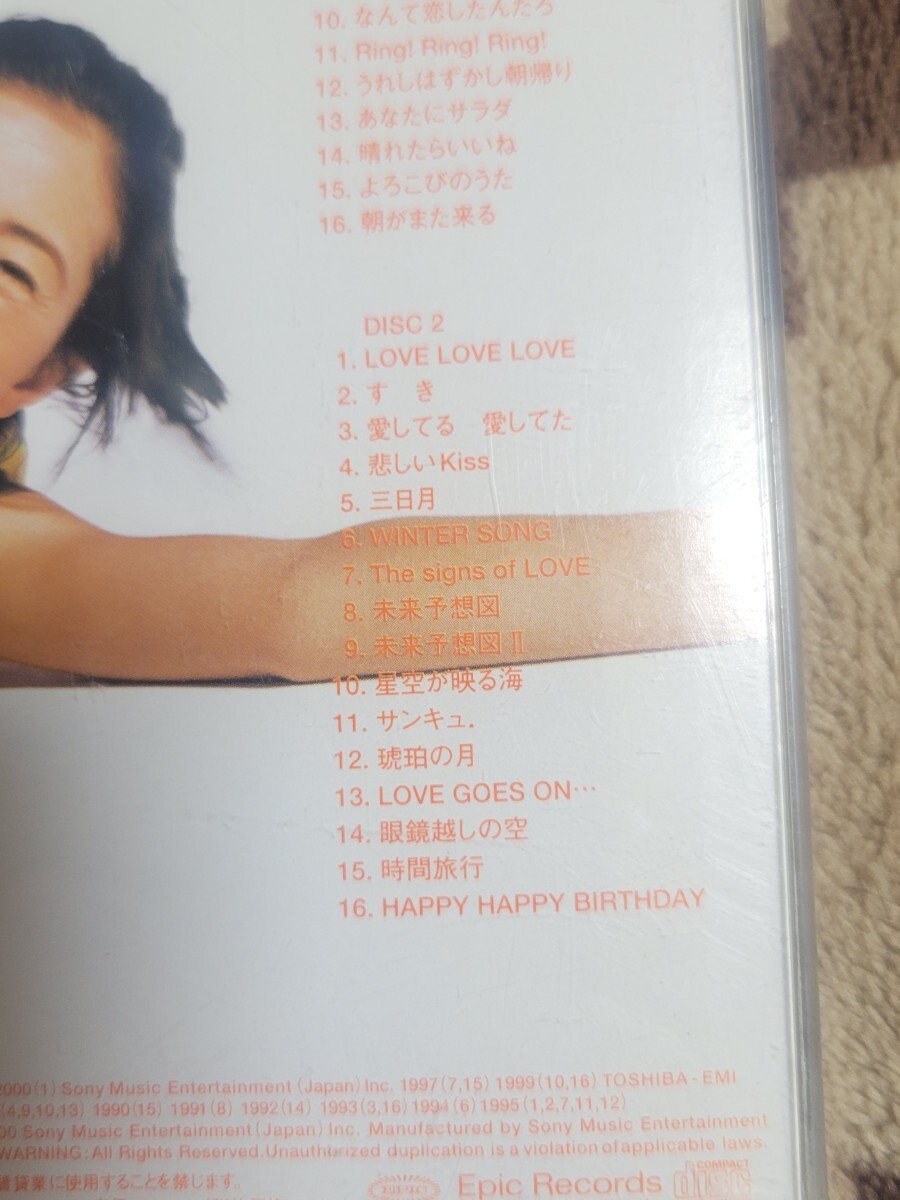 10. なんて恋したんだろ
11. Ring! Ring! Ring!
12. うれしはずかし朝帰り
13. あなたにサラダ
14. 晴れたらいいね
15. よろこびのうた
16. 朝がまた来る
DISC 2
1. LOVE LOVE LOVE
2. す　き
3. 愛してる　愛してた
4. 悲しいKiss
5. 三日月
6. WINTER SONG
7. The signs of LOVE
8. 未来予想図
9. 未来予想図 II
10. 星空が映る海
11. サンキュ.
12. 琥珀の月
13. LOVE GOES ON…
14. 眼鏡越しの空
15. 時間旅行
16. HAPPY HAPPY BIRTHDAY
2000(1) Sony Music Entertainment (Japan) Inc. 1997 (7,15) 1999 (10,16) TOSHIBA-EMI
(4,9,10,13) 1990(15) 1991(8) 1992(14) 1993(3,16) 1994(6) 1995(1,2,7,11,12)
00 Sony Music Entertainment (Japan) Inc. Manufactured by Sony Music Entertainment
WARNING: All Rights Reserved. Unauthorized duplication is a violation of applicable laws.
賃貸業に使用することを禁じます。
EPIC Epic Records COMPACT disc